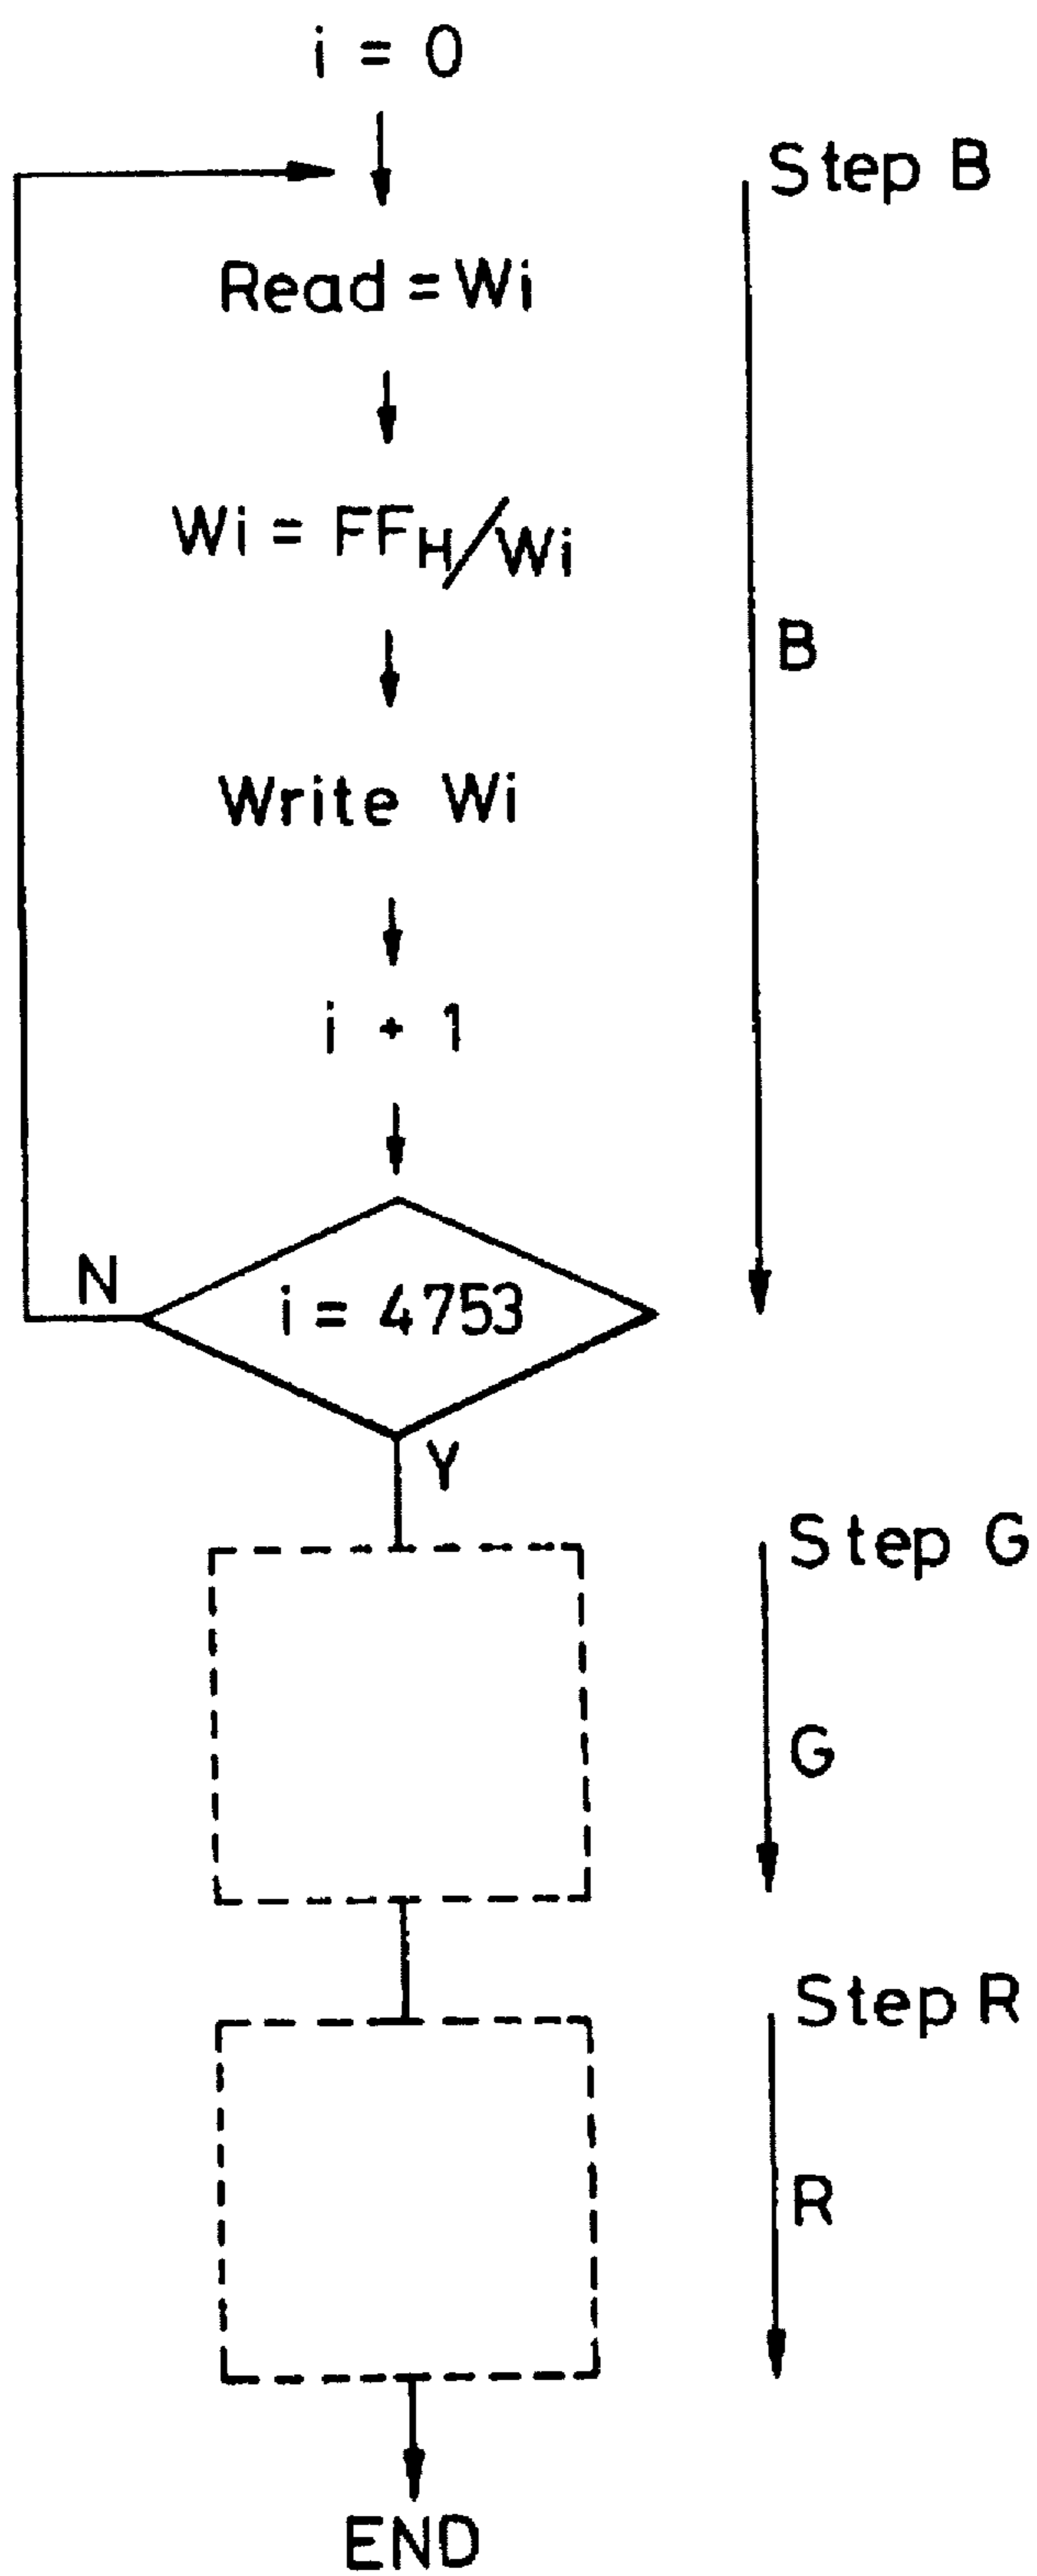 i = 0
Step B
Read = Wi
Wi = FFH/Wi
B
Write Wi
i + 1
N
i = 4753
Y
Step G
G
Step R
R
END